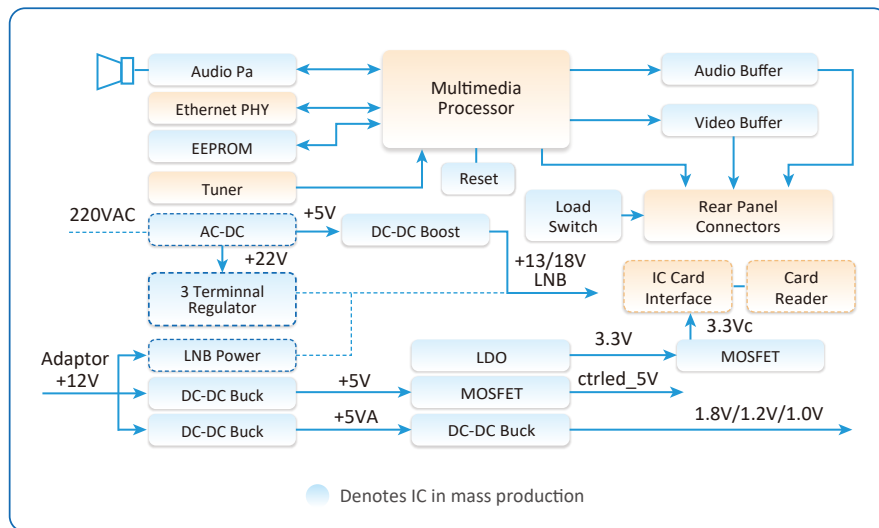 Audio Pa
Ethernet PHY
EEPROM
Tuner
Multimedia
Processor
Reset
Audio Buffer
Video Buffer
Load
Switch
Rear Panel
Connectors
220VAC
AC-DC
+5V
DC-DC Boost
+22V
+13/18V
LNB
3 Terminnal
Regulator
IC Card
Interface
Card
Reader
3.3Vc
Adaptor
+12V
LNB Power
LDO
3.3V
MOSFET
DC-DC Buck
+5V
MOSFET
ctrled_5V
DC-DC Buck
+5VA
DC-DC Buck
1.8V/1.2V/1.0V
Denotes IC in mass production